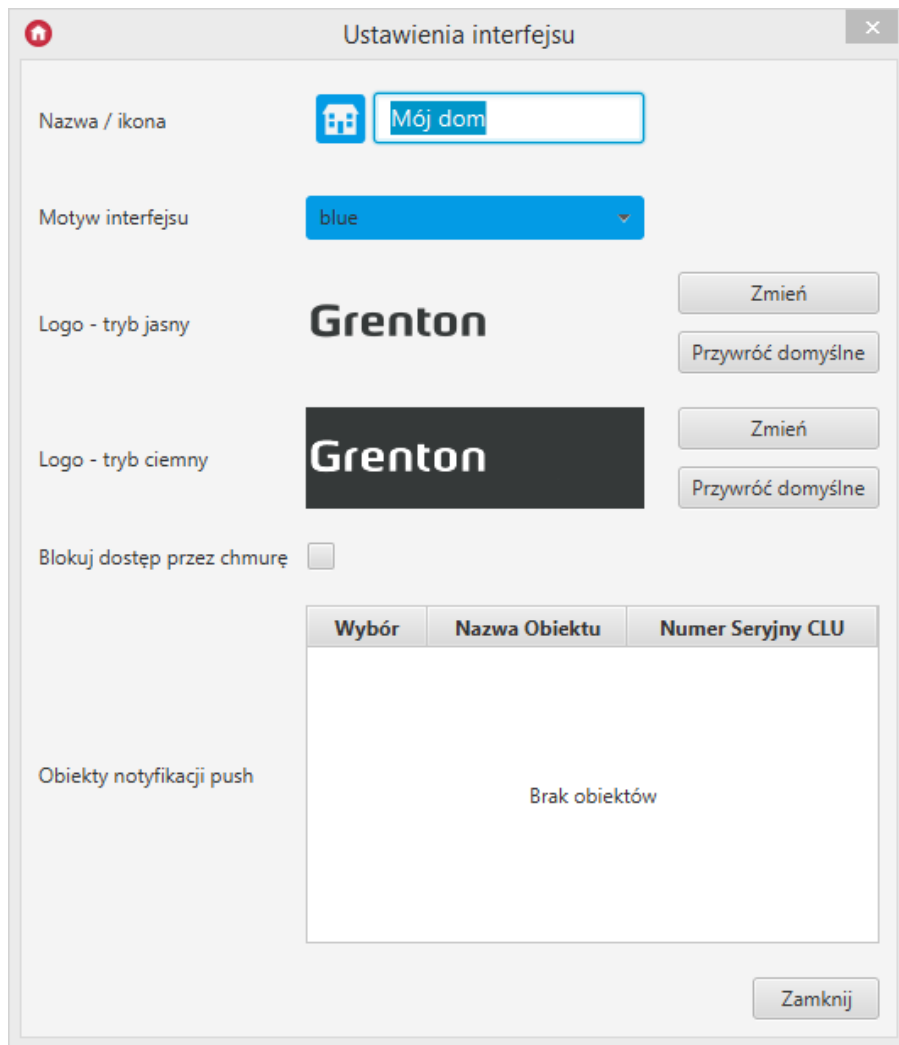 Ustawienia interfejsu
Nazwa / ikona
Mój dom
Motyw interfejsu
blue
Logo - tryb jasny
Grenton
Zmień
Przywróć domyślne
Logo - tryb ciemny
Grenton
Zmień
Przywróć domyślne
Blokuj dostęp przez chmurę
Wybór Nazwa Obiektu Numer Seryjny CLU
Obiekty notyfikacji push
Brak obiektów
Zamknij